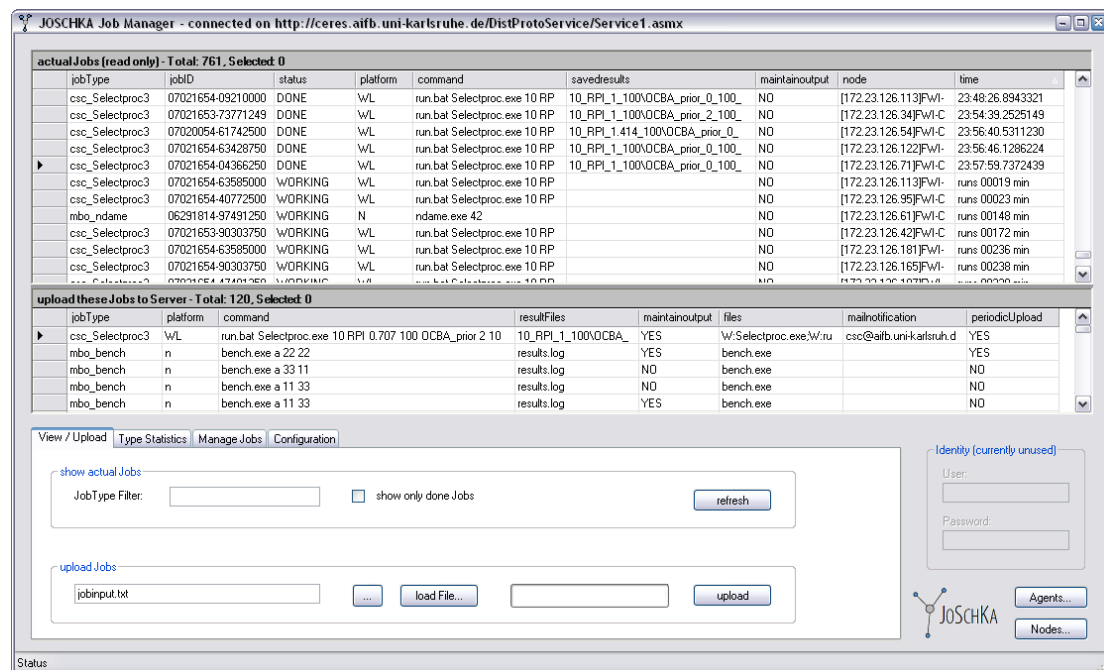 JOSCHKA Job Manager - connected on http://ceres.aifb.uni-karlsruhe.de/DistProtoService/Service1.asmx
actualJobs (read only) - Total: 761, Selected: 0
jobType jobID status platform command savedresults maintainoutput node time
csc_Selectproc3 07021654-09210000 DONE WL run.bat Selectproc.exe 10 RP 10_RPI_1_100\OCBA_prior_0_100_ NO [172.23.126.113]FWI- 23:48:26.8943321
csc_Selectproc3 07021653-73771249 DONE WL run.bat Selectproc.exe 10 RP 10_RPI_1_100\OCBA_prior_2_100_ NO [172.23.126.34]FWI-C 23:54:39.2525149
csc_Selectproc3 07020054-61742500 DONE WL run.bat Selectproc.exe 10 RP 10_RPI_1.414_100\OCBA_prior_0_ NO [172.23.126.54]FWI-C 23:56:40.5311230
csc_Selectproc3 07021654-63428750 DONE WL run.bat Selectproc.exe 10 RP 10_RPI_1_100\OCBA_prior_0_100_ NO [172.23.126.122]FWI- 23:56:46.1286224
csc_Selectproc3 07021654-04366250 DONE WL run.bat Selectproc.exe 10 RP 10_RPI_1_100\OCBA_prior_0_100_ NO [172.23.126.71]FWI-C 23:57:59.7372439
csc_Selectproc3 07021654-63585000 WORKING WL run.bat Selectproc.exe 10 RP NO [172.23.126.113]FWI- runs 00019 min
csc_Selectproc3 07021654-40772500 WORKING WL run.bat Selectproc.exe 10 RP NO [172.23.126.95]FWI-C runs 00023 min
mbo_ndame 06291814-97491250 WORKING N ndame.exe 42 NO [172.23.126.61]FWI-C runs 00148 min
csc_Selectproc3 07021653-90303750 WORKING WL run.bat Selectproc.exe 10 RP NO [172.23.126.42]FWI-C runs 00172 min
csc_Selectproc3 07021654-63585000 WORKING WL run.bat Selectproc.exe 10 RP NO [172.23.126.181]FWI- runs 00236 min
csc_Selectproc3 07021654-90303750 WORKING WL run.bat Selectproc.exe 10 RP NO [172.23.126.165]FWI- runs 00238 min
upload these Jobs to Server - Total: 120, Selected: 0
jobType platform command resultFiles maintainoutput files mailnotification periodicUpload
csc_Selectproc3 WL run.bat Selectproc.exe 10 RPI 0.707 100 OCBA_prior 2 10 10_RPI_1_100\OCBA_ YES W:Selectproc.exe;W:ru csc@aifb.uni-karlsruh.d YES
mbo_bench n bench.exe a 22 22 results.log YES bench.exe YES
mbo_bench n bench.exe a 33 11 results.log NO bench.exe NO
mbo_bench n bench.exe a 11 33 results.log NO bench.exe NO
mbo_bench n bench.exe a 11 33 results.log YES bench.exe NO
View / Upload Type Statistics Manage Jobs Configuration
show actual Jobs
JobType Filter: show only done Jobs refresh
upload Jobs
jobinput.txt ... load File... upload
Identity (currently unused)
User:
Password:
JOSCHKA
Agents...
Nodes...
Status